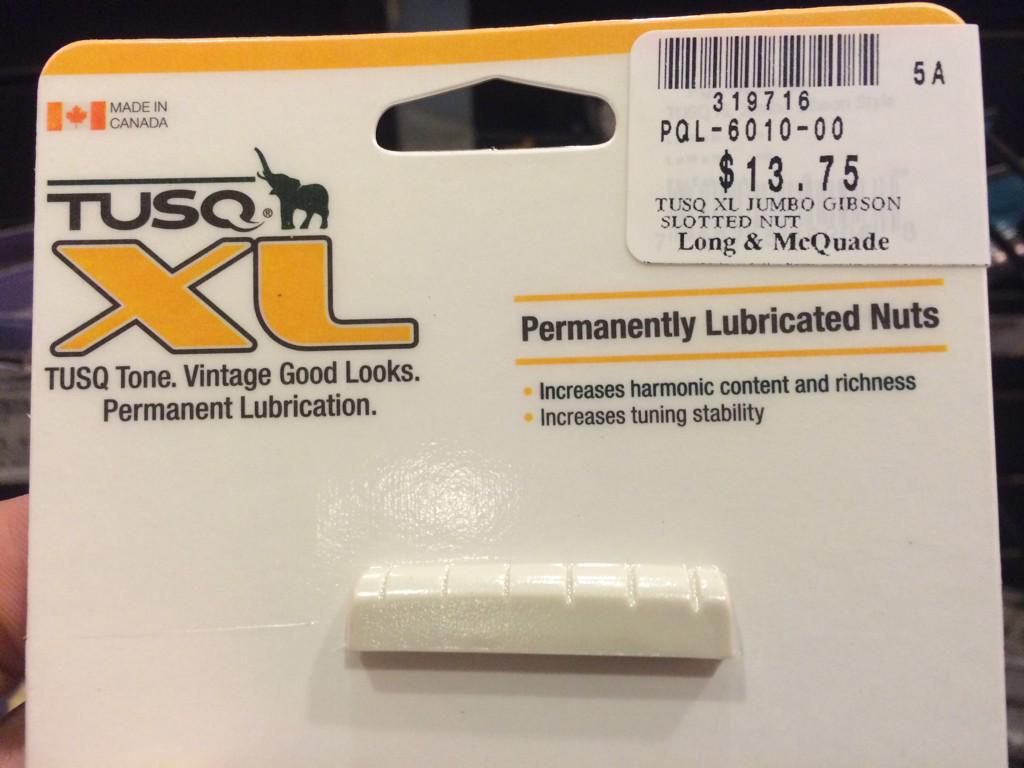 MADE IN
CANADA
TUSQ®
XL
TUSQ Tone. Vintage Good Looks.
Permanent Lubrication.
5A
319716
PQL-6010-00
$13.75
TUSQ XL JUMBO GIBSON
SLOTTED NUT
Long & McQuade
Permanently Lubricated Nuts
• Increases harmonic content and richness
• Increases tuning stability